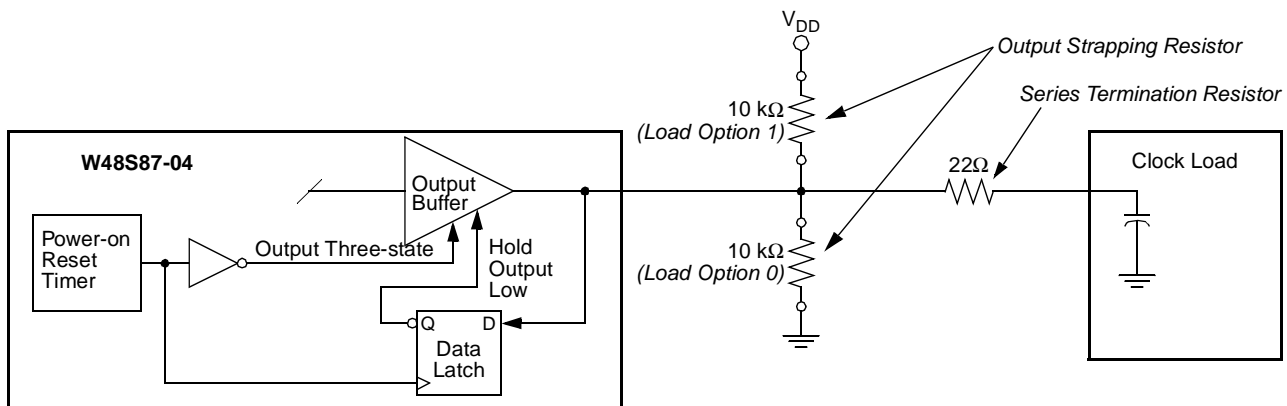 VDD
Output Strapping Resistor
Series Termination Resistor
10 kΩ
(Load Option 1)
W48S87-04
Clock Load
22Ω
Output
Buffer
Power-on
Reset
Timer
Output Three-state
Hold
Output
Low
10 kΩ
(Load Option 0)
Q
D
Data
Latch